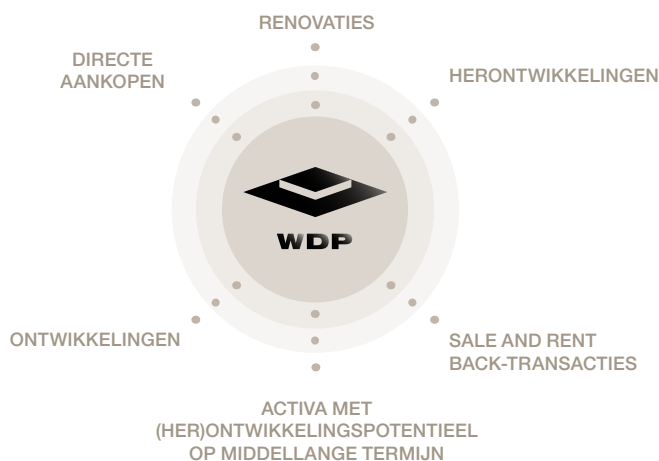 RENOVATIES
DIRECTE
AANKOPEN
HERONTWIKKELINGEN
WDP
ONTWIKKELINGEN
SALE AND RENT
BACK-TRANSACTIES
ACTIVA MET
(HER)ONTWIKKELINGSPOTENTIEEL
OP MIDDELLANGE TERMIJN